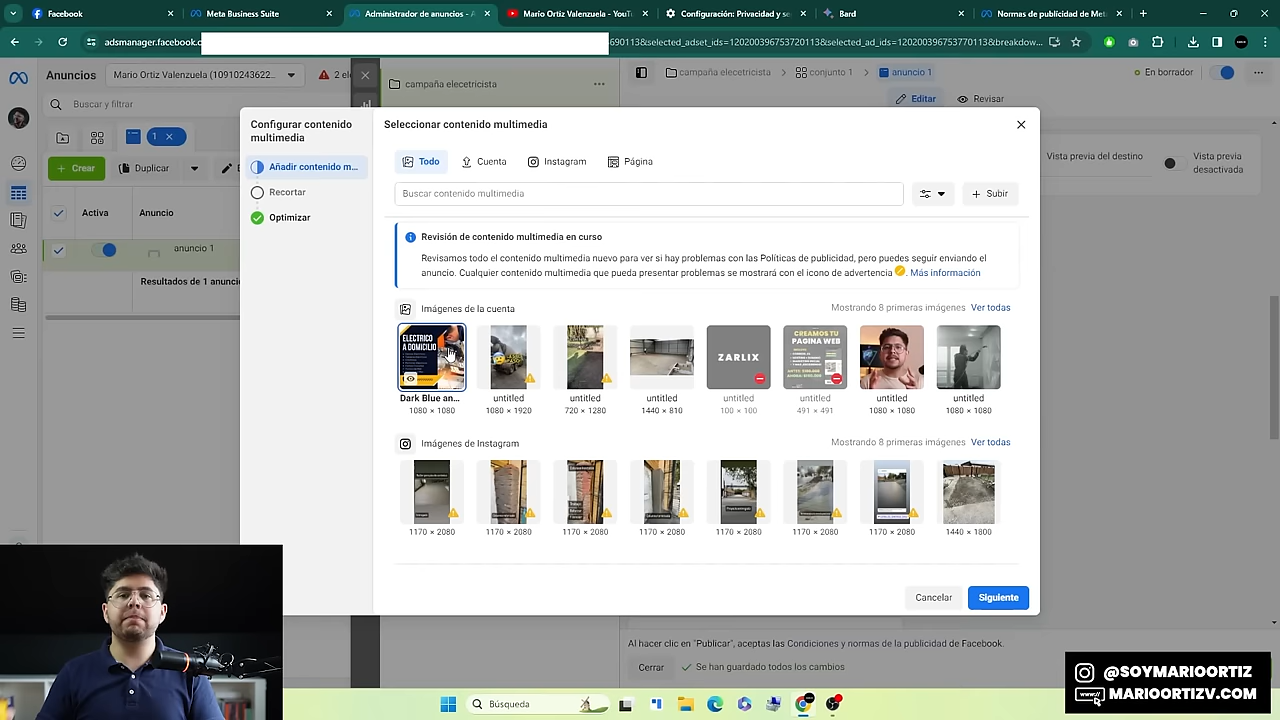 Facebook
Meta Business Suite
Administrador de anuncios - A
Mario Ortiz Valenzuela - YouTu
Configuración: Privacidad y se
Bard
Normas de publicidad de Meta
adsmanager.facebook.c
690113&selected_adset_ids=120200396753720113&selected_ad_ids=120200396753770113&breakdow...
Anuncios
Mario Ortiz Valenzuela (10910243622...
2 el
Buscar y filtrar
1
+ Crear
Duplicar
Activa
Anuncio
anuncio 1
Resultados de 1 anunci
campaña elecetricista
campaña elecetricista
conjunto 1
anuncio 1
En borrador
Editar
Revisar
Vista previa del destino
Vista previa
desactivada
Configurar contenido
multimedia
Añadir contenido m...
Recortar
Optimizar
Seleccionar contenido multimedia
Todo
Cuenta
Instagram
Página
Buscar contenido multimedia
+ Subir
Revisión de contenido multimedia en curso
Revisamos todo el contenido multimedia nuevo para ver si hay problemas con las Políticas de publicidad, pero puedes seguir enviando el
anuncio. Cualquier contenido multimedia que pueda presentar problemas se mostrará con el icono de advertencia . Más información
Imágenes de la cuenta
Mostrando 8 primeras imágenes
Ver todas
ELECTRICO
A DOMICILIO
ZARLIX
CREAMOS TU
PAGINA WEB
Dark Blue an...
untitled
untitled
untitled
untitled
untitled
untitled
untitled
1080 × 1080
1080 × 1920
720 × 1280
1440 × 810
100 × 100
491 × 491
1080 × 1080
1080 × 1080
Imágenes de Instagram
Mostrando 8 primeras imágenes
Ver todas
1170 × 2080
1170 × 2080
1170 × 2080
1170 × 2080
1170 × 2080
1170 × 2080
1170 × 2080
1440 × 1800
Cancelar
Siguiente
Al hacer clic en "Publicar", aceptas las Condiciones y normas de la publicidad de Facebook.
Cerrar
Se han guardado todos los cambios
@SOYMARIOORTIZ
MARIOORTIZV.COM
Búsqueda